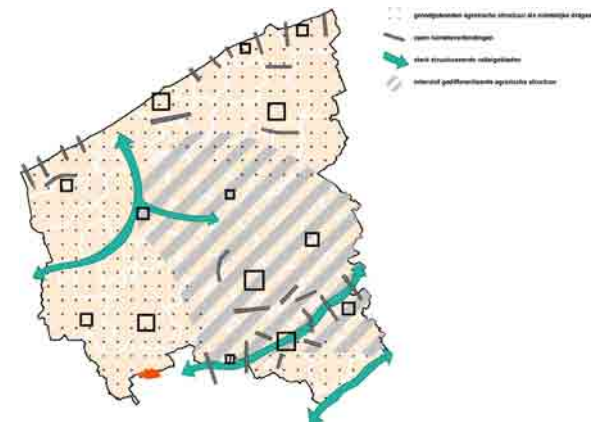 grondgebonden agrarische structuur als ruimtelijke drager
open ruimteverbindingen
sterk structurerende valleigebieden
intensief gedifferentieerde agrarische structuur